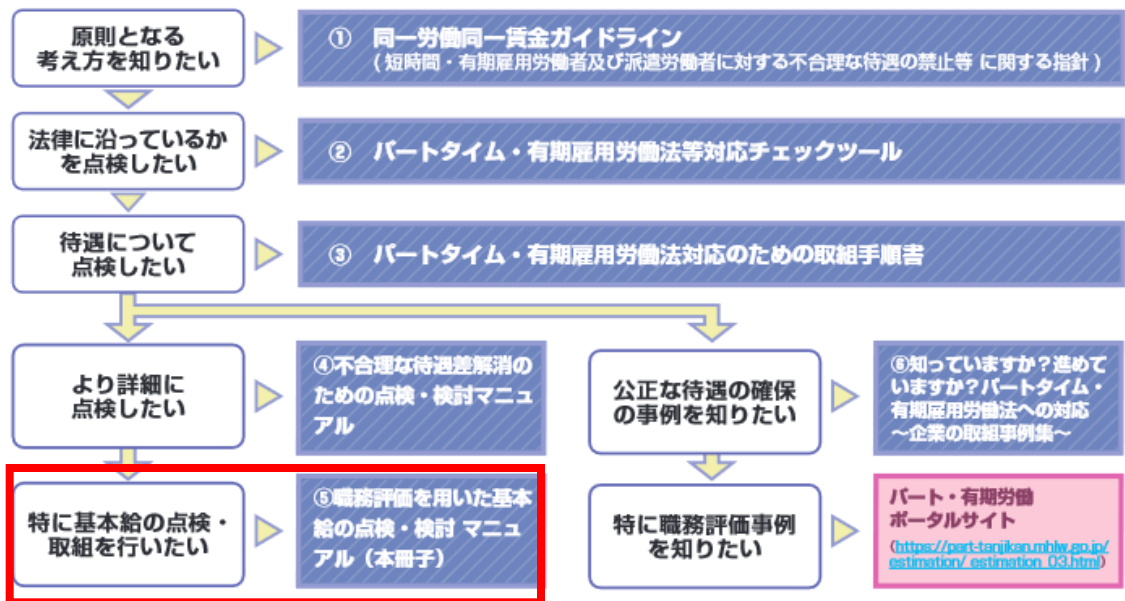 原則となる
考え方を知りたい
① 同一労働同一賃金ガイドライン
(短時間・有期雇用労働者及び派遣労働者に対する不合理な待遇の禁止等 に関する指針)
法律に沿っているか
を点検したい
② パートタイム・有期雇用労働法等対応チェックツール
待遇について
点検したい
③ パートタイム・有期雇用労働法対応のための取組手順書
より詳細に
点検したい
④不合理な待遇差解消の
ための点検・検討マニュ
アル
公正な待遇の確保
の事例を知りたい
⑥知っていますか?進めて
いますか?パートタイム・
有期雇用労働法への対応
~企業の取組事例集~
特に基本給の点検・
取組を行いたい
⑤職務評価を用いた基本
給の点検・検討 マニュ
アル(本冊子)
特に職務評価事例
を知りたい
パート・有期労働
ポータルサイト
(https://part-tanjikan.mhlw.go.jp/
estimation/ estimation_03.html)